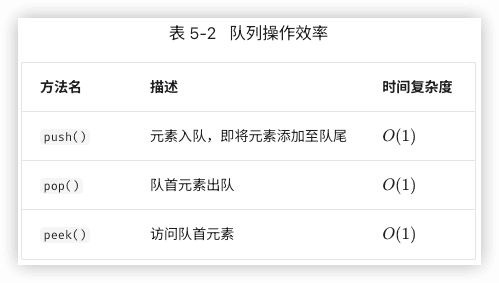 表 5-2 队列操作效率
方法名 描述 时间复杂度
push() 元素入队，即将元素添加至队尾 O(1)
pop() 队首元素出队 O(1)
peek() 访问队首元素 O(1)